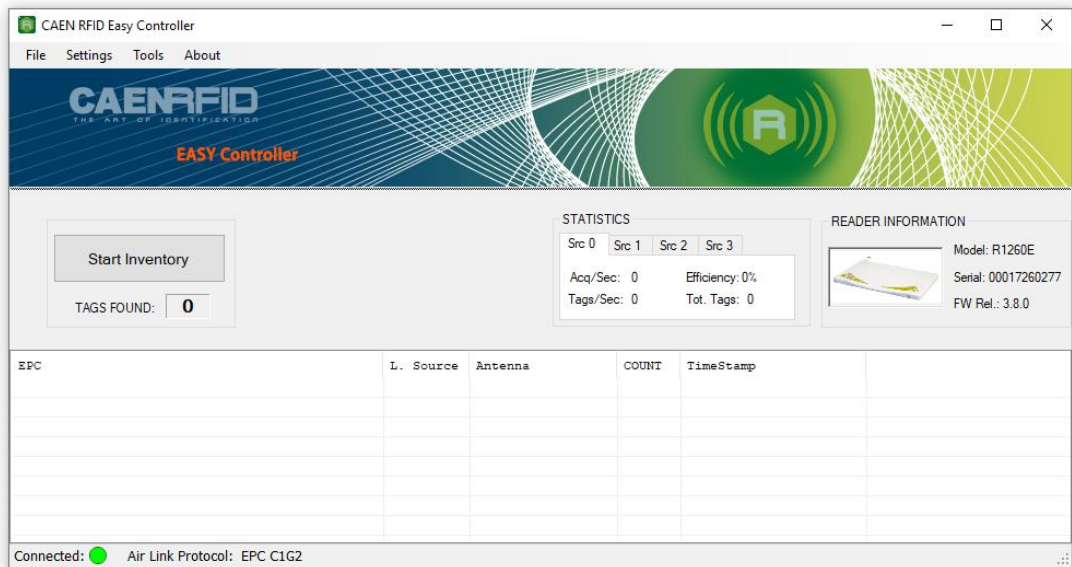 CAEN RFID Easy Controller
File Settings Tools About
CAENRFID
THE ART OF IDENTIFICATION
EASY Controller
R
Start Inventory
TAGS FOUND: 0
STATISTICS
Src 0 Src 1 Src 2 Src 3
Acq/Sec: 0 Efficiency: 0%
Tags/Sec: 0 Tot. Tags: 0
READER INFORMATION
Model: R1260E
Serial: 00017260277
FW Rel.: 3.8.0
EPC L. Source Antenna COUNT TimeStamp
Connected: Air Link Protocol: EPC C1G2